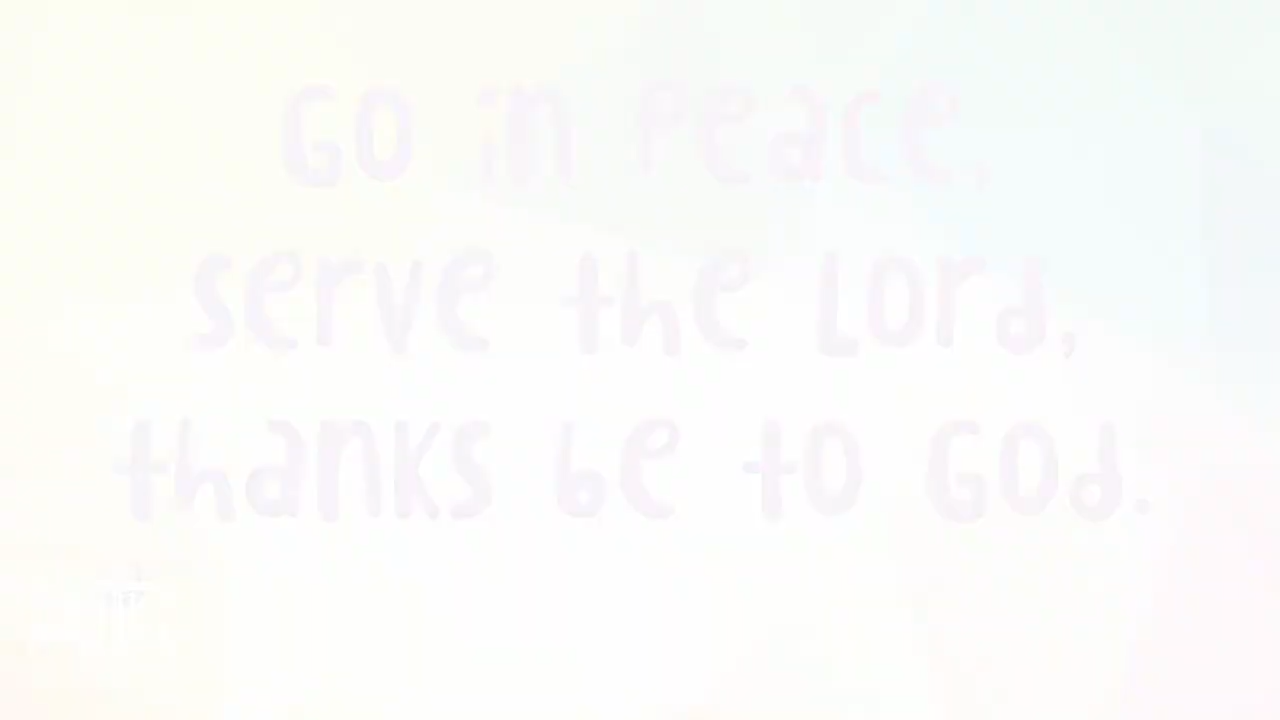 Go in Peace,
serve the Lord,
thanks be to God.